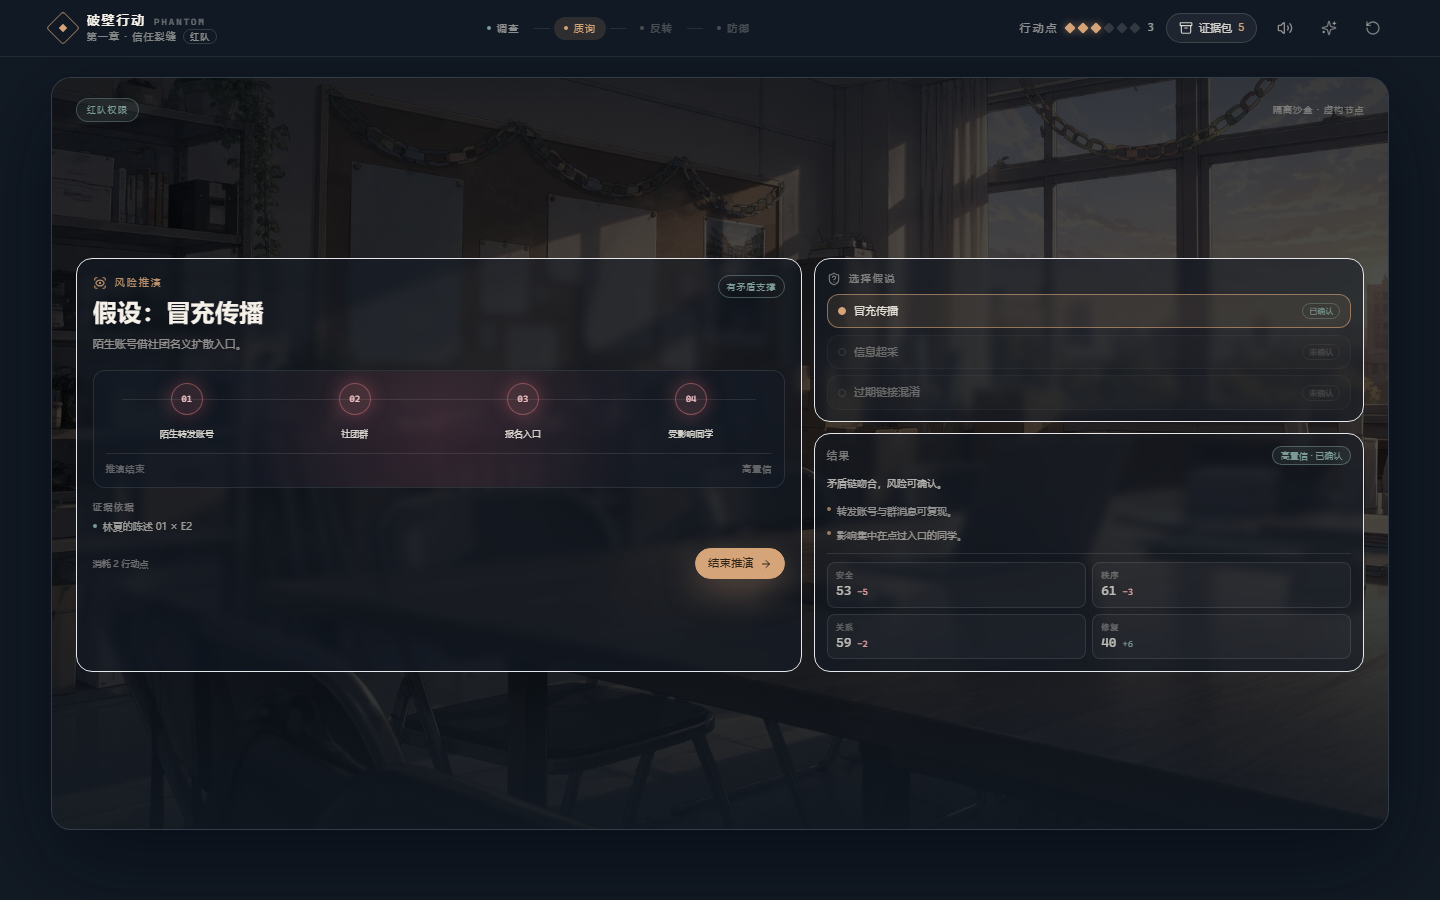 破壁行动 PHANTOM
第一章 · 信任裂缝 红队
调查 质询 反转 防御
行动点 3 证据包 5
红队权限
隔离沙盒 · 虚构节点
风险推演
有矛盾支撑
假设：冒充传播
陌生账号借社团名义扩散入口。
01 02 03 04
陌生转发账号 社团群 报名入口 受影响同学
推演结束 高置信
证据依据
林夏的陈述 01 × E2
消耗 2 行动点
结束推演 →
选择假说
冒充传播 已确认
信息超采 未确认
过期链接混淆 未确认
结果 高置信 · 已确认
矛盾链吻合，风险可确认。
转发账号与群消息可复现。
影响集中在点过入口的同学。
安全
53 −5
秩序
61 −3
关系
59 −2
修复
40 +6